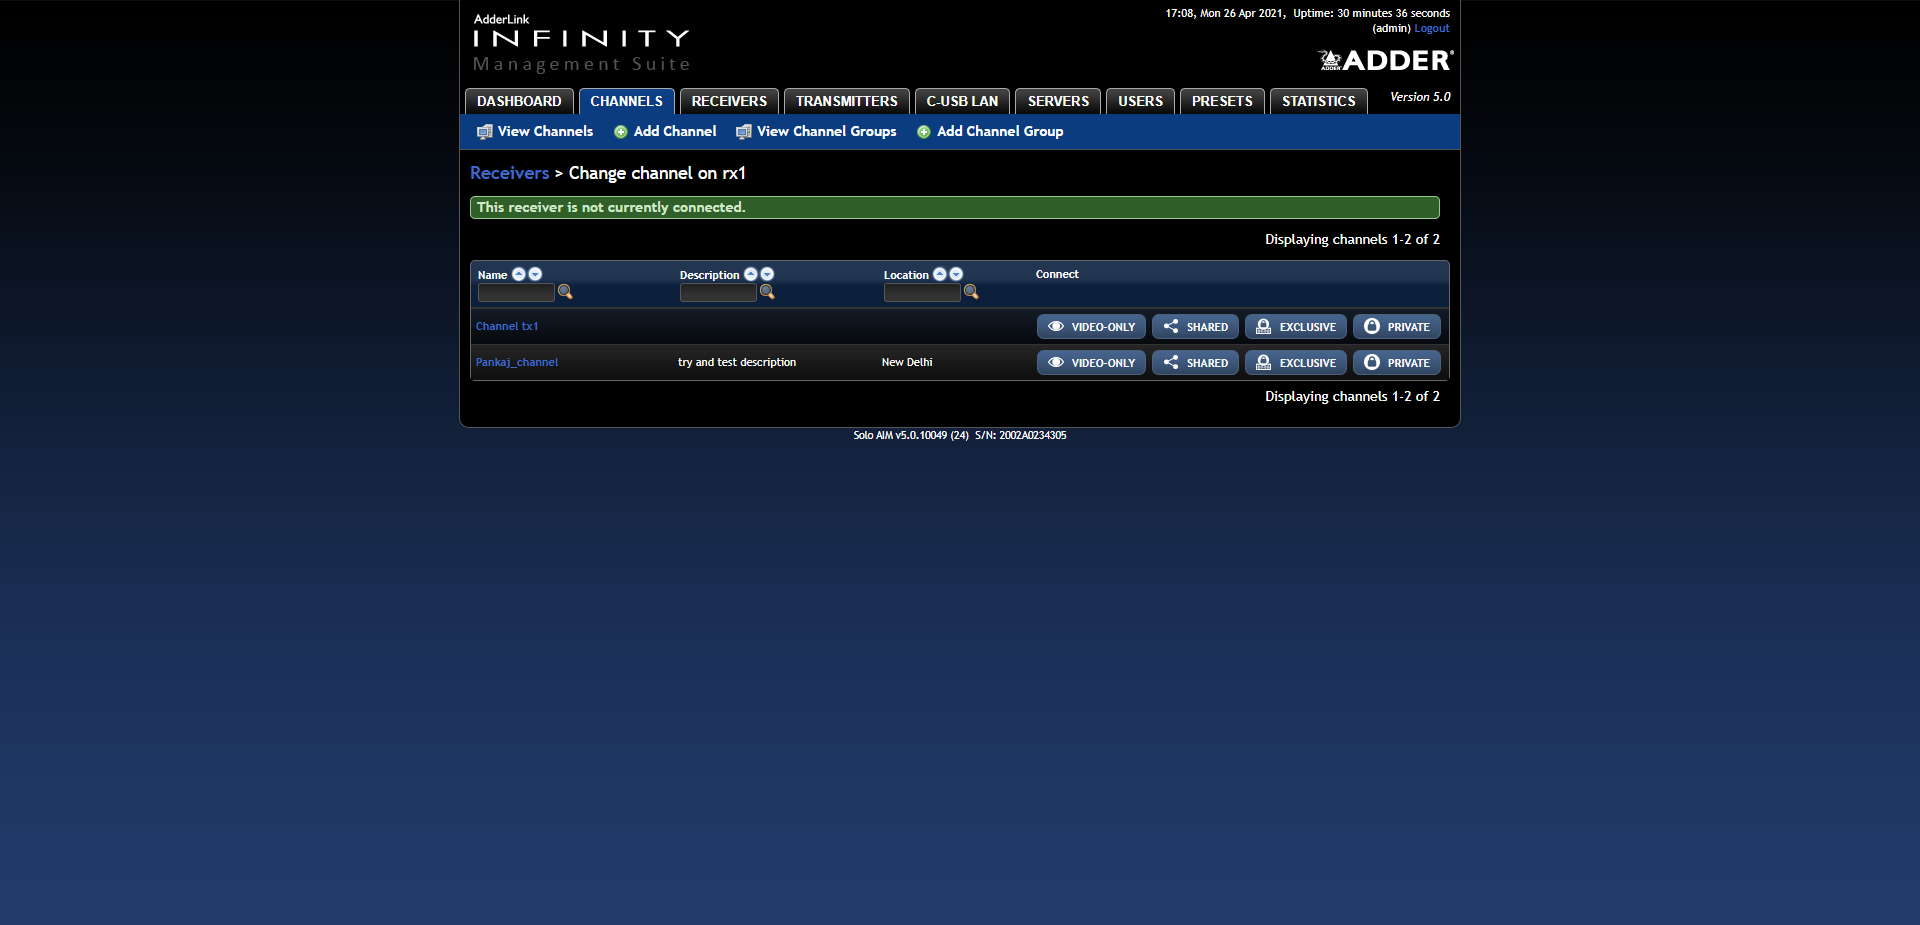 AdderLink
INFINITY
Management Suite
17:08, Mon 26 Apr 2021, Uptime: 30 minutes 36 seconds
(admin) Logout
ADDER
ADDER®
DASHBOARD CHANNELS RECEIVERS TRANSMITTERS C-USB LAN SERVERS USERS PRESETS STATISTICS Version 5.0
View Channels Add Channel View Channel Groups Add Channel Group
Receivers > Change channel on rx1
This receiver is not currently connected.
Displaying channels 1-2 of 2
Name Description Location Connect
Channel tx1 VIDEO-ONLY SHARED EXCLUSIVE PRIVATE
Pankaj_channel try and test description New Delhi VIDEO-ONLY SHARED EXCLUSIVE PRIVATE
Displaying channels 1-2 of 2
Solo AIM v5.0.10049 (24) S/N: 2002A0234305